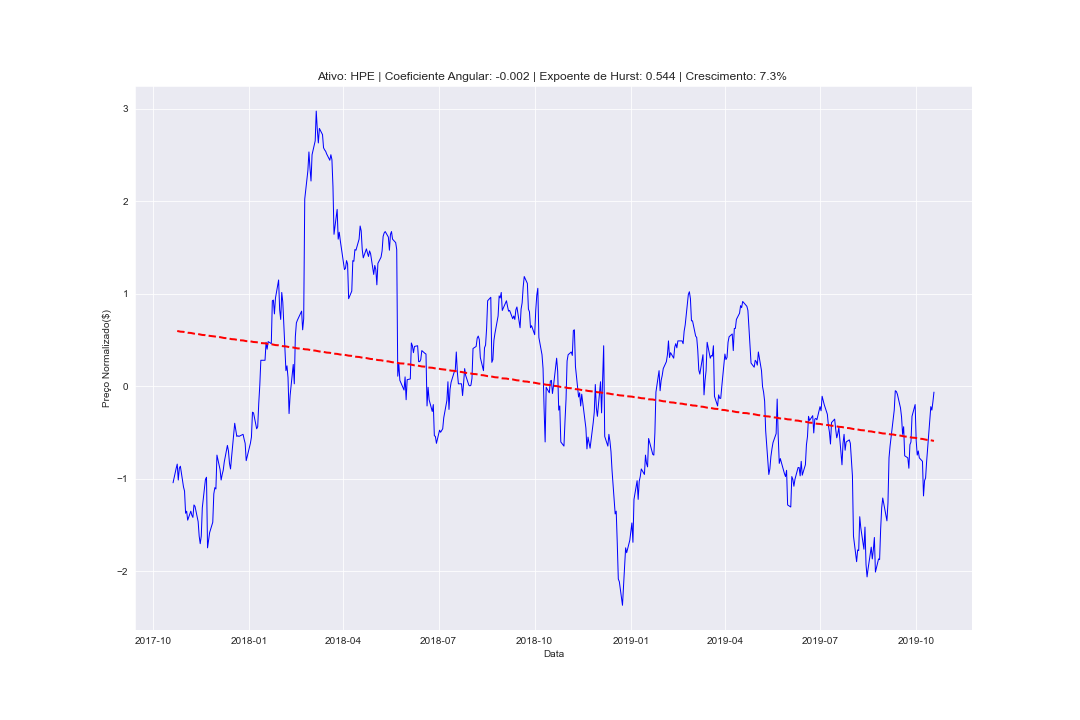 Ativo: HPE | Coeficiente Angular: -0.002 | Expoente de Hurst: 0.544 | Crescimento: 7.3%
Preço Normalizado($)
3
2
1
0
−1
−2
2017-10 2018-01 2018-04 2018-07 2018-10 2019-01 2019-04 2019-07 2019-10
Data